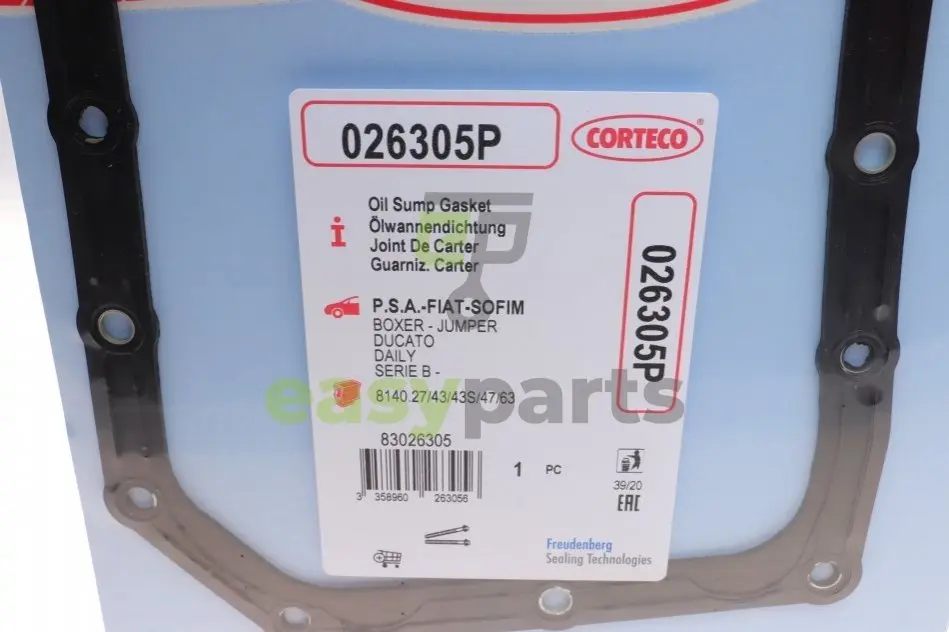 026305P
CORTECO®
Oil Sump Gasket
Ölwannendichtung
Joint De Carter
Guarniz. Carter
026305P
P.S.A.-FIAT-SOFIM
BOXER - JUMPER
DUCATO
DAILY
SERIE B -
8140.27/43/43S/47/63
easyparts
83026305
3 358960 263056
1 PC
39/20
EAC
Freudenberg
Sealing Technologies